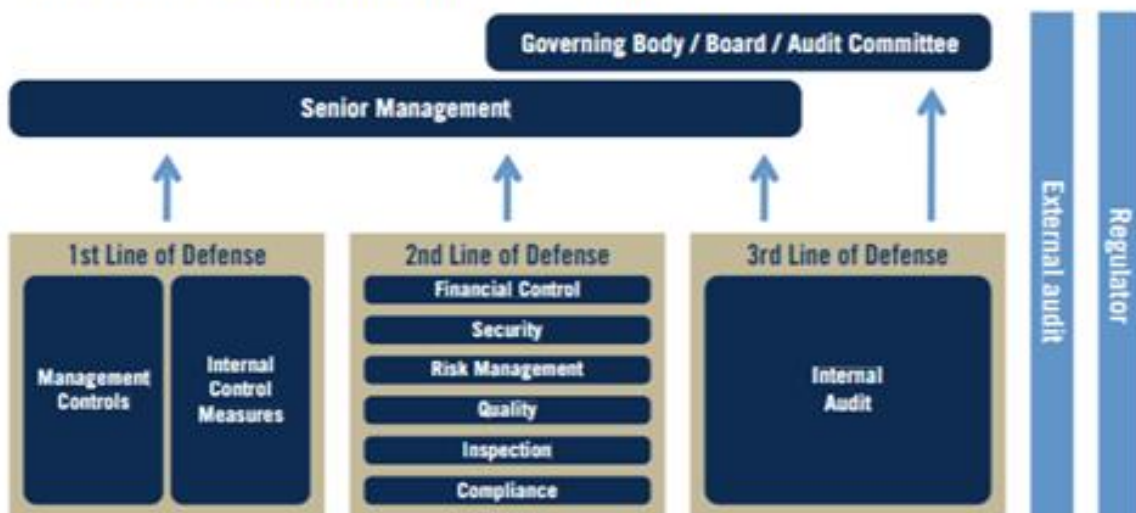 Governing Body / Board / Audit Committee
Senior Management
1st Line of Defense
Management
Controls
Internal
Control
Measures
2nd Line of Defense
Financial Control
Security
Risk Management
Quality
Inspection
Compliance
3rd Line of Defense
Internal
Audit
External audit
Regulator